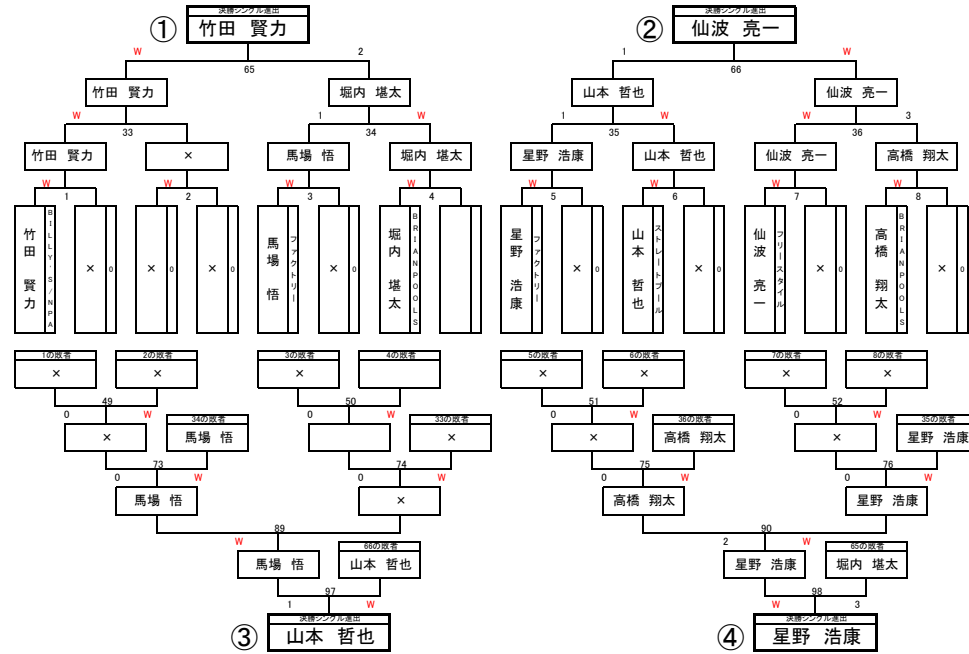 決勝シングル進出 決勝シングル進出
① 竹田 賢力 ② 仙波 亮一
W 2 1 W
65 66
竹田 賢力 堀内 堪太 山本 哲也 仙波 亮一
W 1 W 1 W W 3
33 34 35 36
竹田 賢力 × 馬場 悟 堀内 堪太 星野 浩康 山本 哲也 仙波 亮一 高橋 翔太
W W W W W W W W
1 2 3 4 5 6 7 8
竹田 賢力 BILLY'S/NPA × 0 × 0 × 0 馬場 悟 ファクトリー × 0 堀内 堪太 BRIANPOOLS 0 星野 浩康 ファクトリー × 0 山本 哲也 ストレートプール × 0 仙波 亮一 フリースタイル × 0 高橋 翔太 BRIANPOOLS × 0
1の敗者 2の敗者 3の敗者 4の敗者 5の敗者 6の敗者 7の敗者 8の敗者
× × × × × × ×
49 50 51 52
0 W 0 W 0 W 0 W
34の敗者 33の敗者 36の敗者 35の敗者
× 馬場 悟 × × 高橋 翔太 × 星野 浩康
73 74 75 76
0 W 0 W 0 W 0 W
馬場 悟 × 高橋 翔太 星野 浩康
89 90
W 2 W
66の敗者 65の敗者
馬場 悟 山本 哲也 星野 浩康 堀内 堪太
97 98
1 W W 3
決勝シングル進出 決勝シングル進出
③ 山本 哲也 ④ 星野 浩康